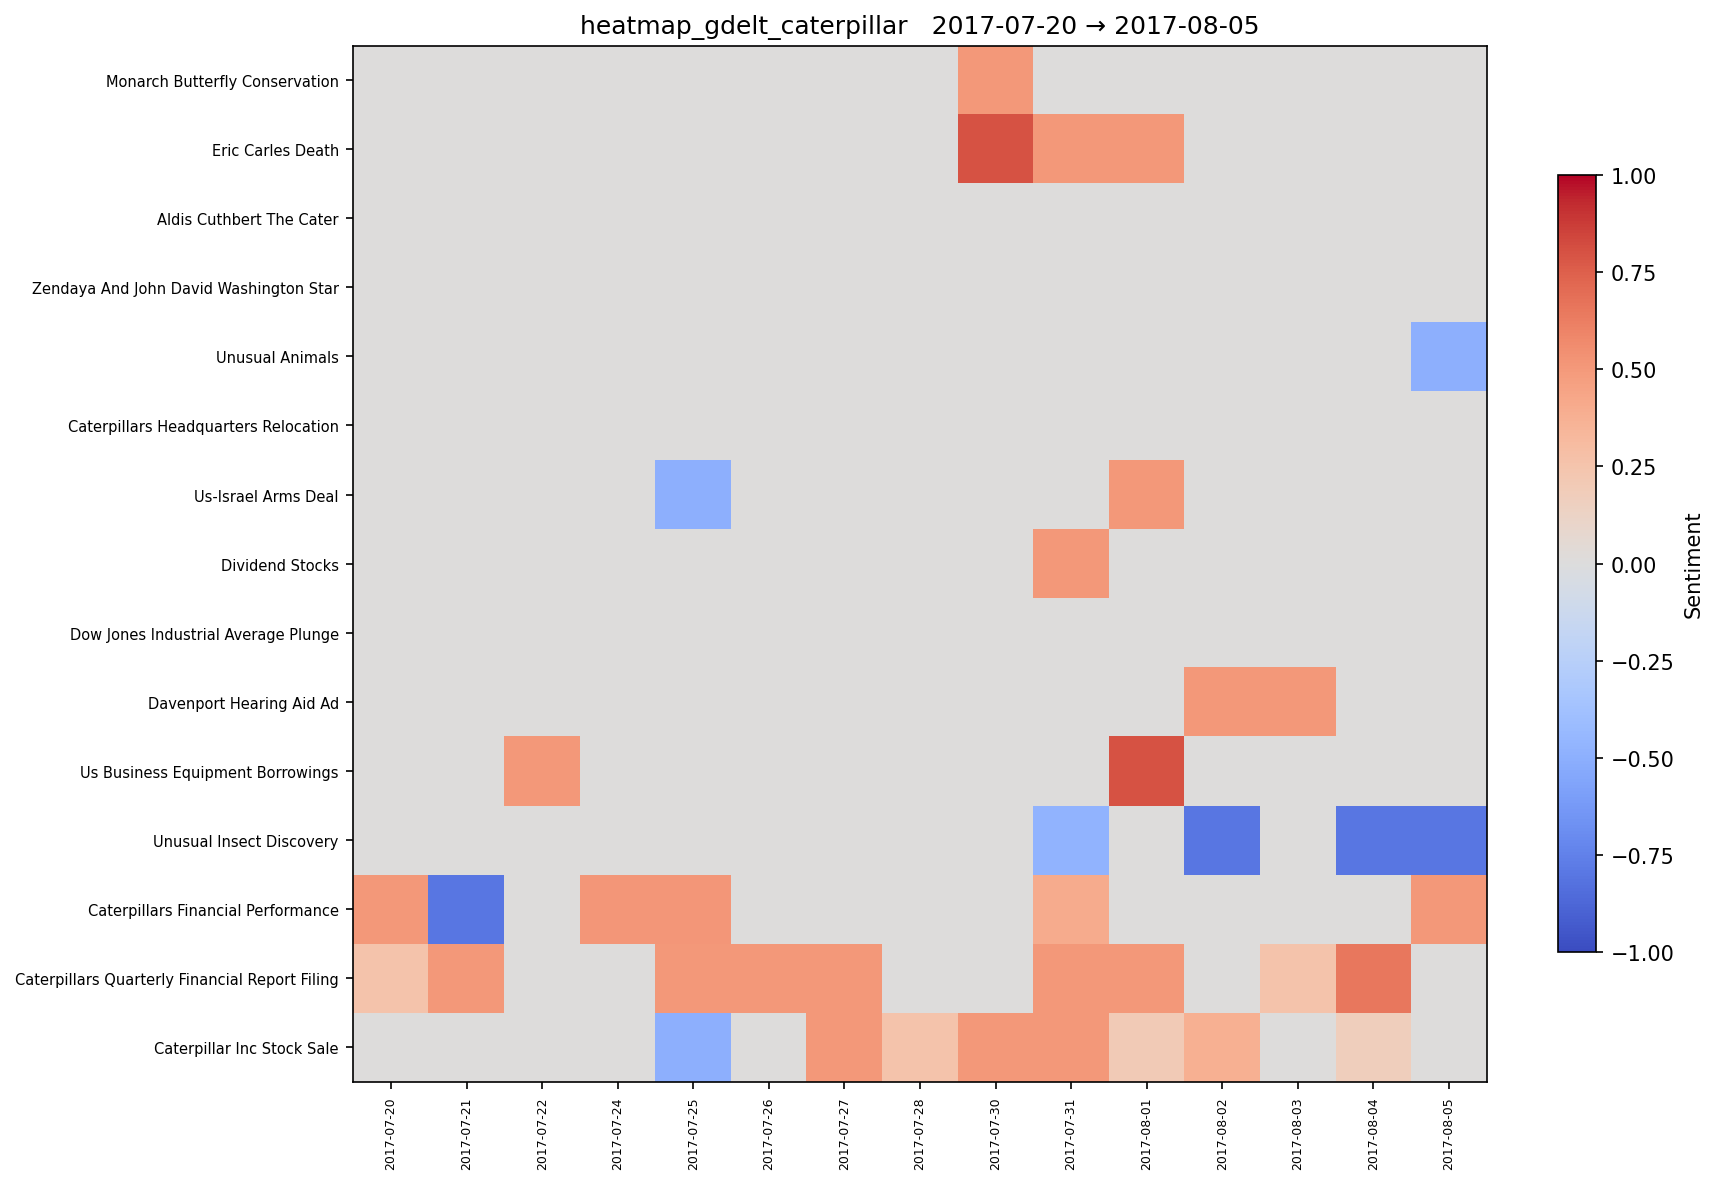 heatmap_gdelt_caterpillar   2017-07-20 → 2017-08-05
Monarch Butterfly Conservation
Eric Carles Death
Aldis Cuthbert The Cater
Zendaya And John David Washington Star
Unusual Animals
Caterpillars Headquarters Relocation
Us-Israel Arms Deal
Dividend Stocks
Dow Jones Industrial Average Plunge
Davenport Hearing Aid Ad
Us Business Equipment Borrowings
Unusual Insect Discovery
Caterpillars Financial Performance
Caterpillars Quarterly Financial Report Filing
Caterpillar Inc Stock Sale
2017-07-20
2017-07-21
2017-07-22
2017-07-24
2017-07-25
2017-07-26
2017-07-27
2017-07-28
2017-07-30
2017-07-31
2017-08-01
2017-08-02
2017-08-03
2017-08-04
2017-08-05
1.00
0.75
0.50
0.25
0.00
−0.25
−0.50
−0.75
−1.00
Sentiment